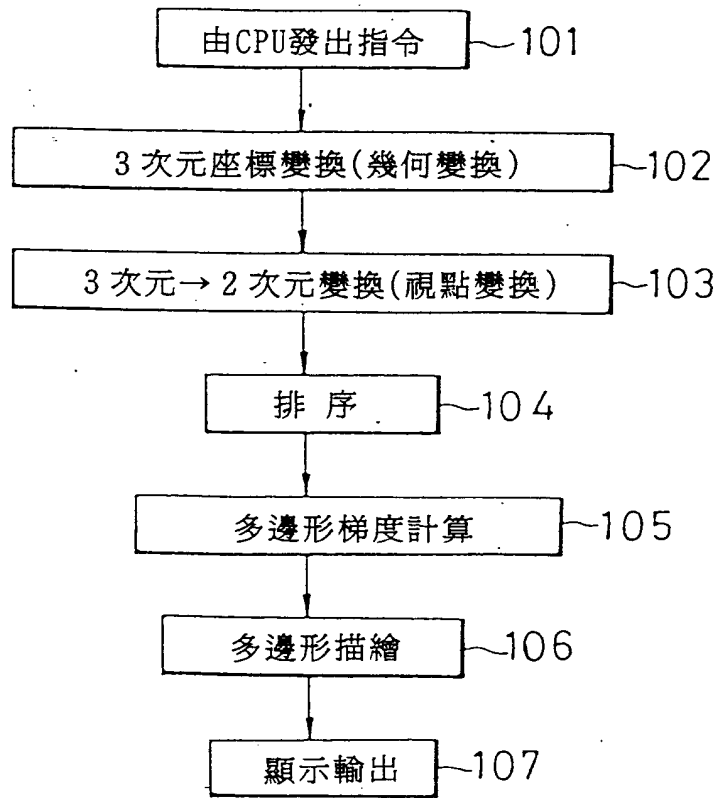 由CPU發出指令 101
3次元座標變換(幾何變換) 102
3次元→2次元變換(視點變換) 103
排序 104
多邊形梯度計算 105
多邊形描繪 106
顯示輸出 107